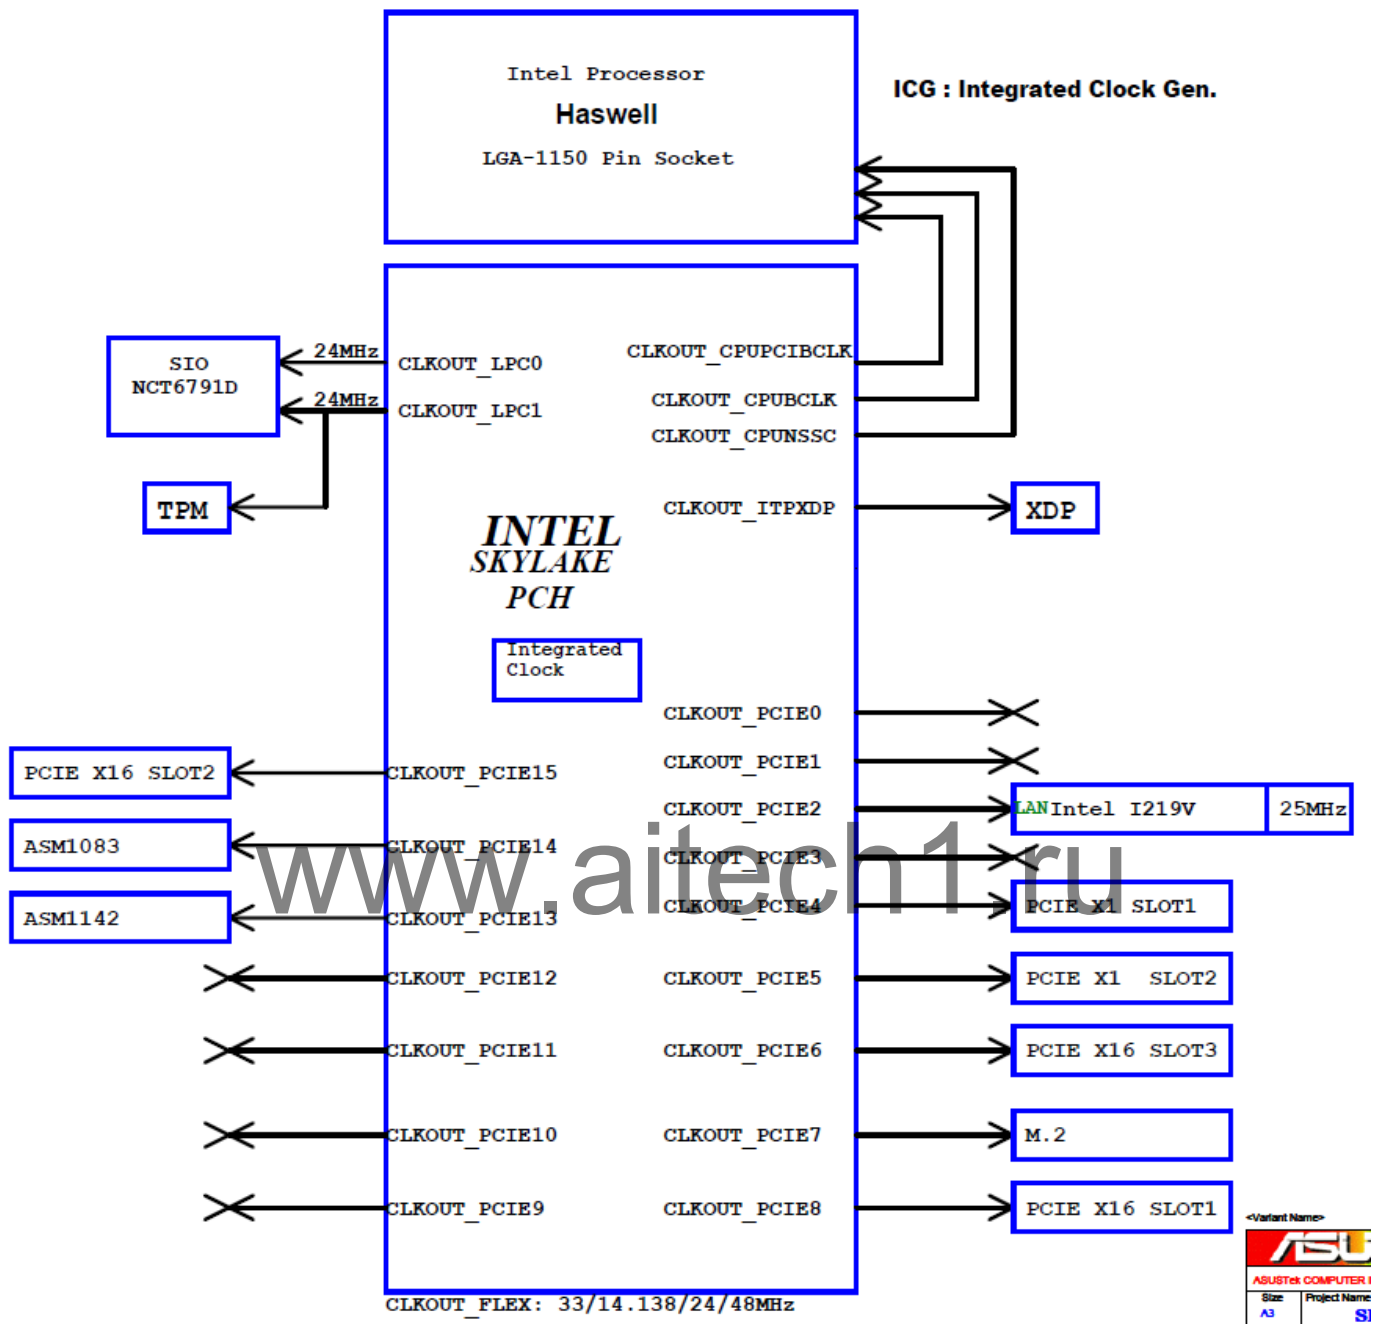 Intel Processor
Haswell
LGA-1150 Pin Socket
ICG : Integrated Clock Gen.
SIO
NCT6791D
24MHz
CLKOUT_LPC0
24MHz
CLKOUT_LPC1
TPM
CLKOUT_CPUPCIBCLK
CLKOUT_CPUBCLK
CLKOUT_CPUNSSC
CLKOUT_ITPXDP
XDP
INTEL
SKYLAKE
PCH
Integrated
Clock
CLKOUT_PCIE0
CLKOUT_PCIE1
PCIE X16 SLOT2
CLKOUT_PCIE15
CLKOUT_PCIE2
LAN Intel I219V
25MHz
ASM1083
CLKOUT_PCIE14
CLKOUT_PCIE3
www.aitech1.ru
ASM1142
CLKOUT_PCIE13
CLKOUT_PCIE4
PCIE X1 SLOT1
CLKOUT_PCIE12
CLKOUT_PCIE5
PCIE X1 SLOT2
CLKOUT_PCIE11
CLKOUT_PCIE6
PCIE X16 SLOT3
CLKOUT_PCIE10
CLKOUT_PCIE7
M.2
CLKOUT_PCIE9
CLKOUT_PCIE8
PCIE X16 SLOT1
CLKOUT_FLEX: 33/14.138/24/48MHz
<Variant Name>
ASUSTek COMPUTER
Size
Project Name
A3